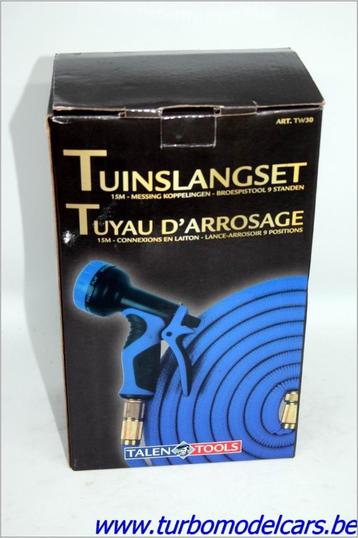 ART. TW30
TUINSLANGSET
15M - MESSING KOPPELINGEN - BROESPISTOOL 9 STANDEN
TUYAU D'ARROSAGE
15M - CONNEXIONS EN LAITON - LANCE-ARROSOIR 9 POSITIONS
TALEN TOOLS
www.turbomodelcars.be